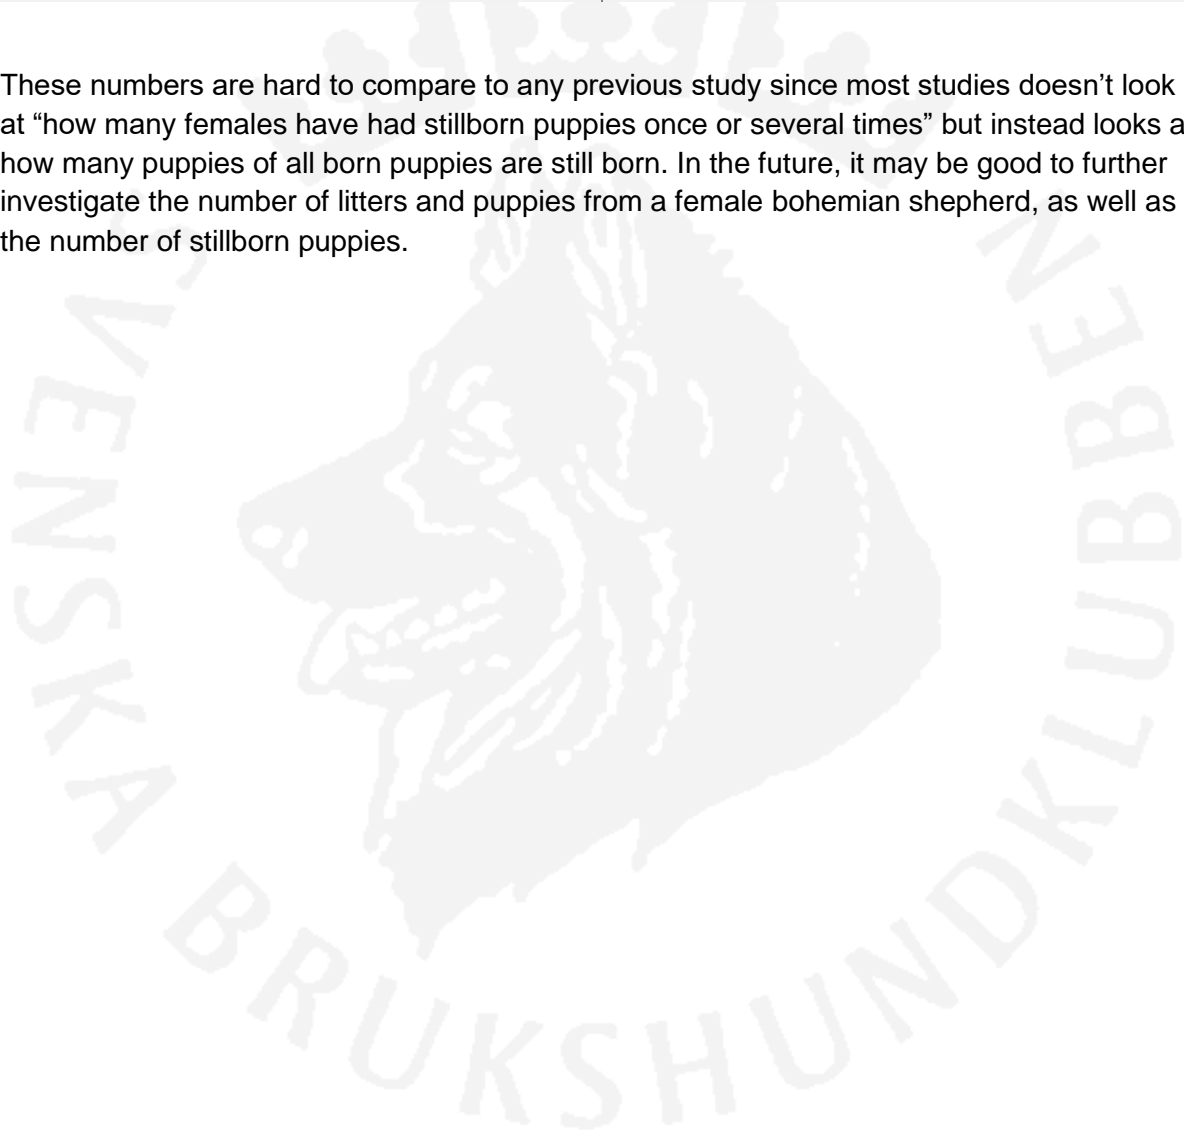 These numbers are hard to compare to any previous study since most studies doesn’t look
at “how many females have had stillborn puppies once or several times” but instead looks a
how many puppies of all born puppies are still born. In the future, it may be good to further
investigate the number of litters and puppies from a female bohemian shepherd, as well as
the number of stillborn puppies.
SVENSKA BRUKSHUNDKLUBBEN